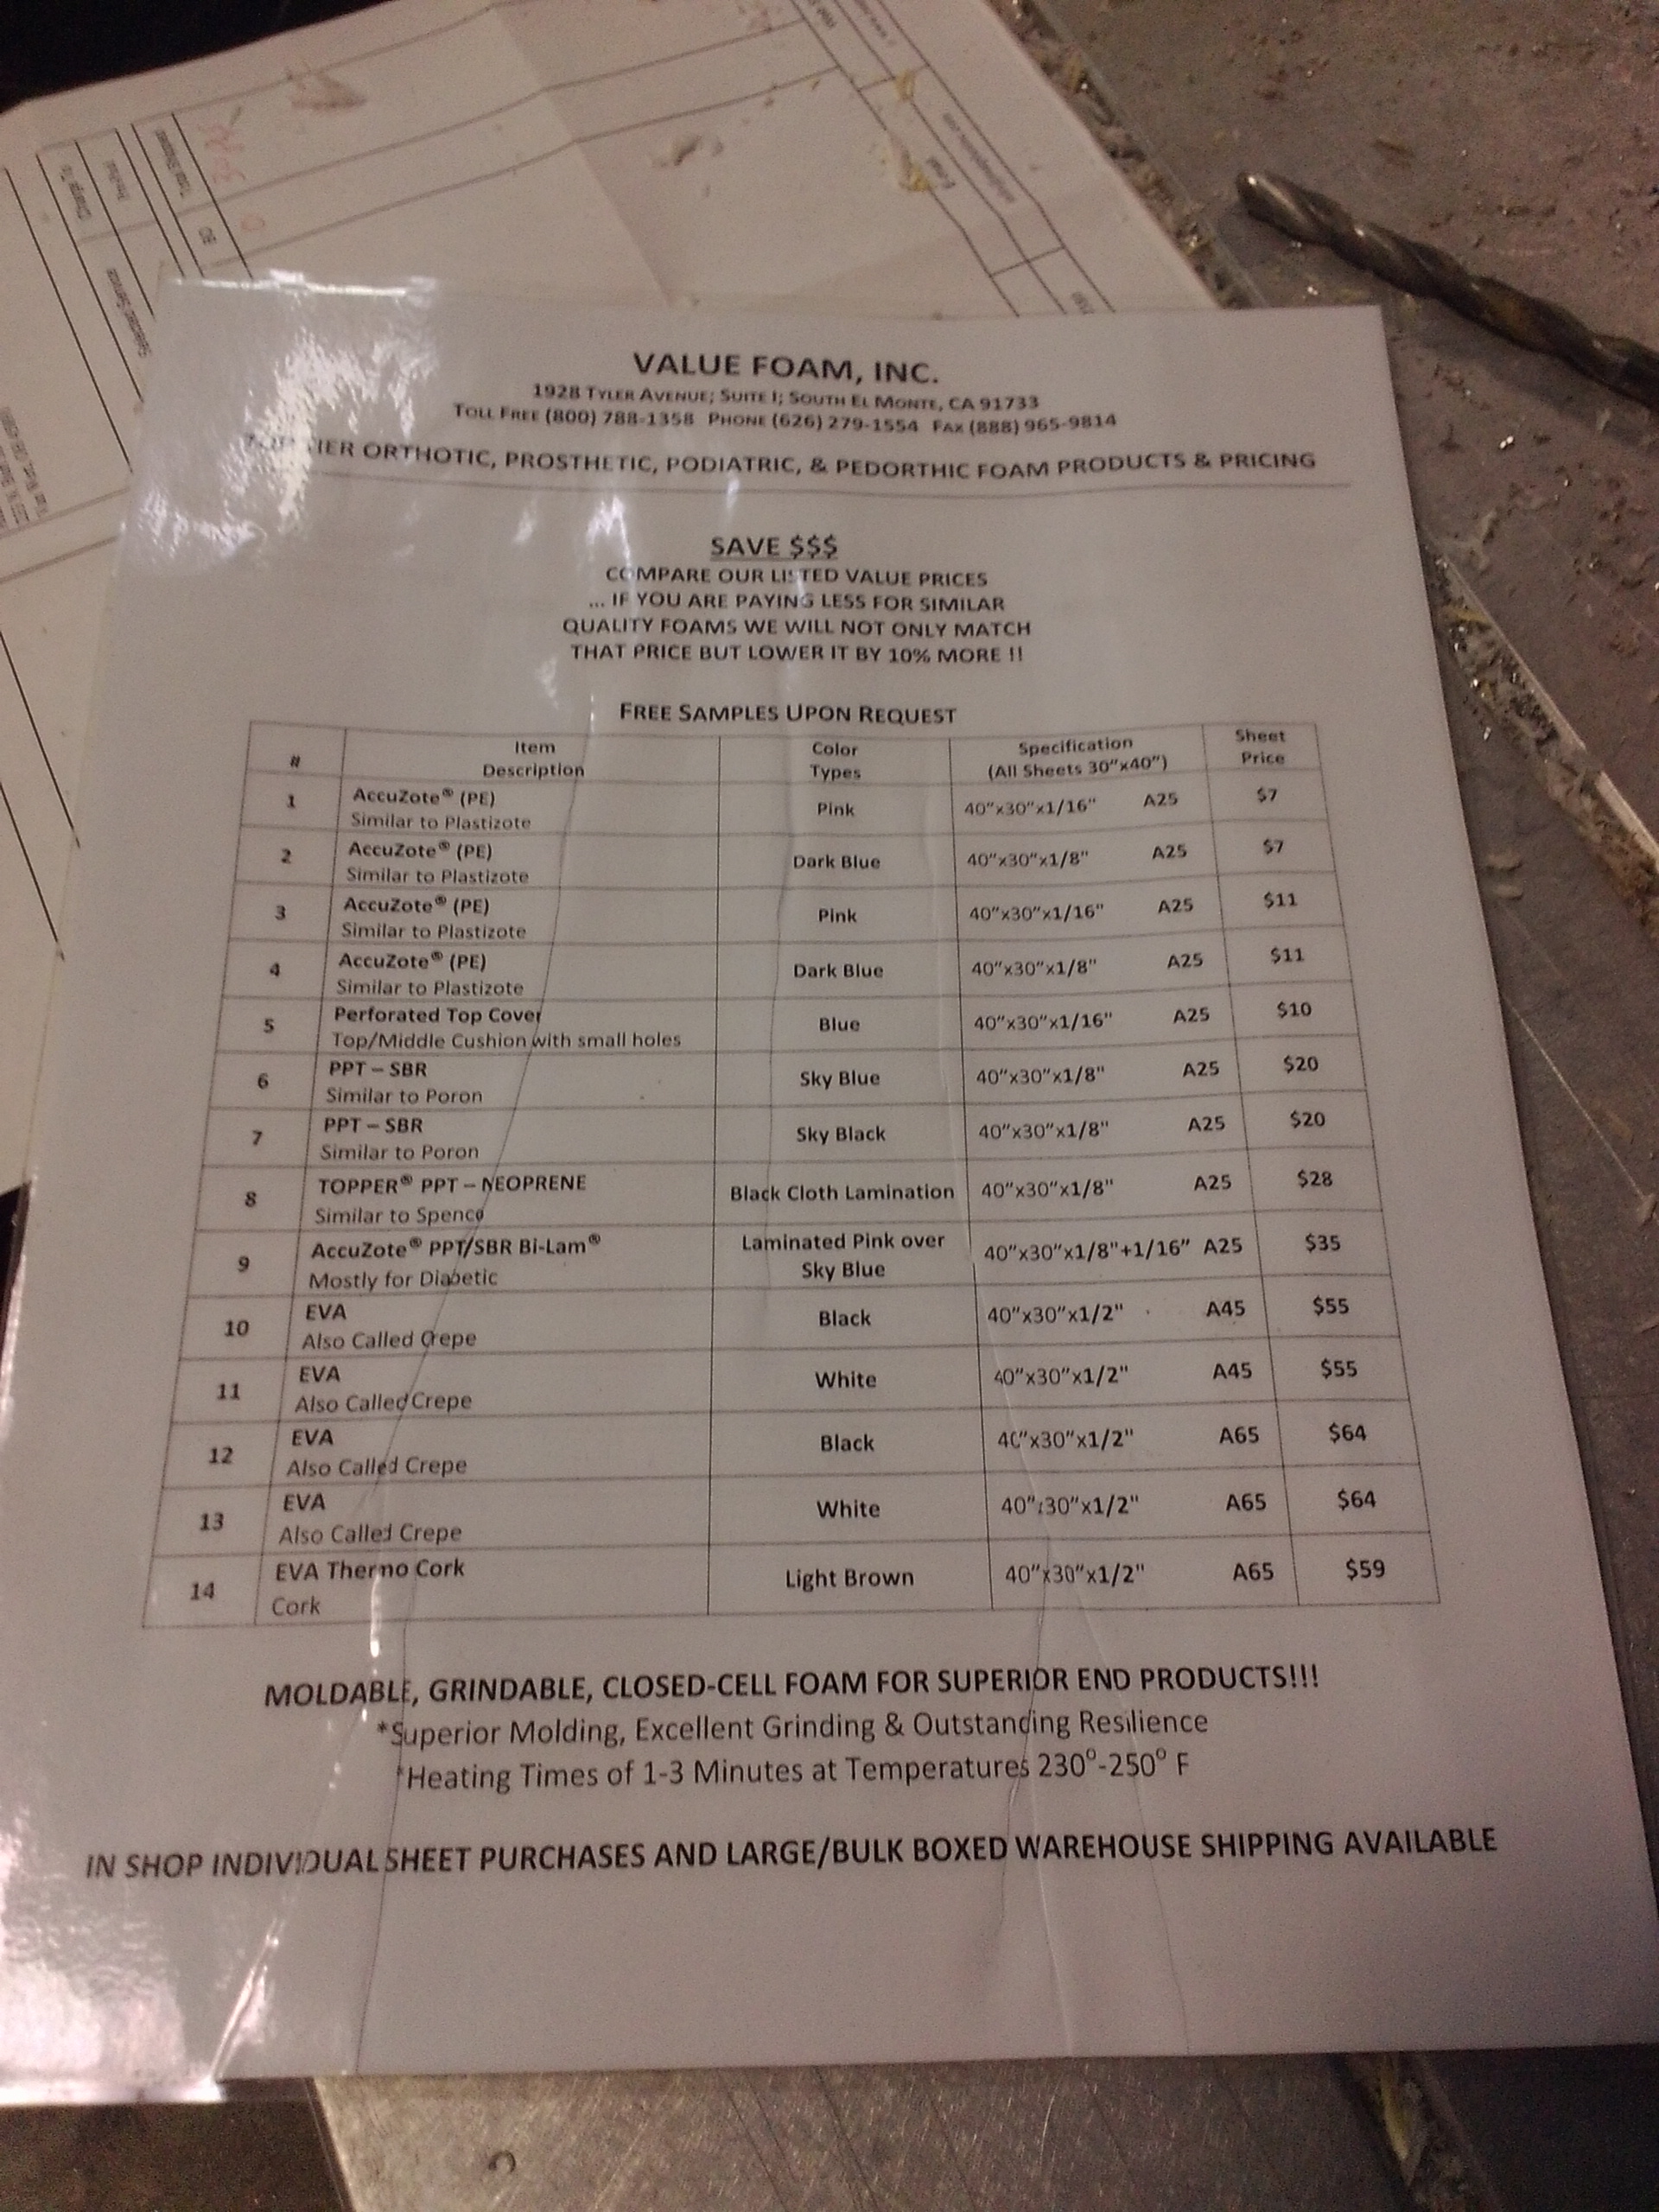 VALUE FOAM, INC.
1928 TYLER AVENUE; SUITE I; SOUTH EL MONTE, CA 91733
TOLL FREE (800) 788-1358 PHONE (626) 279-1554 FAX (888) 965-9814
ORTHOTIC, PROSTHETIC, PODIATRIC, & PEDORTHIC FOAM PRODUCTS & PRICING
SAVE $$$
COMPARE OUR LISTED VALUE PRICES
... IF YOU ARE PAYING LESS FOR SIMILAR
QUALITY FOAMS WE WILL NOT ONLY MATCH
THAT PRICE BUT LOWER IT BY 10% MORE !!
FREE SAMPLES UPON REQUEST
# Item Description Color Types Specification (All Sheets 30"x40") Sheet Price
1 AccuZote® (PE) Similar to Plastizote Pink 40"x30"x1/16" A25 $7
2 AccuZote® (PE) Similar to Plastizote Dark Blue 40"x30"x1/8" A25 $7
3 AccuZote® (PE) Similar to Plastizote Pink 40"x30"x1/16" A25 $11
4 AccuZote® (PE) Similar to Plastizote Dark Blue 40"x30"x1/8" A25 $11
5 Perforated Top Cover Top/Middle Cushion with small holes Blue 40"x30"x1/16" A25 $10
6 PPT – SBR Similar to Poron Sky Blue 40"x30"x1/8" A25 $20
7 PPT – SBR Similar to Poron Sky Black 40"x30"x1/8" A25 $20
8 TOPPER® PPT – NEOPRENE Similar to Spenco Black Cloth Lamination 40"x30"x1/8" A25 $28
9 AccuZote® PPT/SBR Bi-Lam® Mostly for Diabetic Laminated Pink over Sky Blue 40"x30"x1/8"+1/16" A25 $35
10 EVA Also Called Crepe Black 40"x30"x1/2" A45 $55
11 EVA Also Called Crepe White 40"x30"x1/2" A45 $55
12 EVA Also Called Crepe Black 40"x30"x1/2" A65 $64
13 EVA Also Called Crepe White 40"x30"x1/2" A65 $64
14 EVA Thermo Cork Cork Light Brown 40"x30"x1/2" A65 $59
MOLDABLE, GRINDABLE, CLOSED-CELL FOAM FOR SUPERIOR END PRODUCTS!!!
*Superior Molding, Excellent Grinding & Outstanding Resilience
*Heating Times of 1-3 Minutes at Temperatures 230°-250° F
IN SHOP INDIVIDUAL SHEET PURCHASES AND LARGE/BULK BOXED WAREHOUSE SHIPPING AVAILABLE